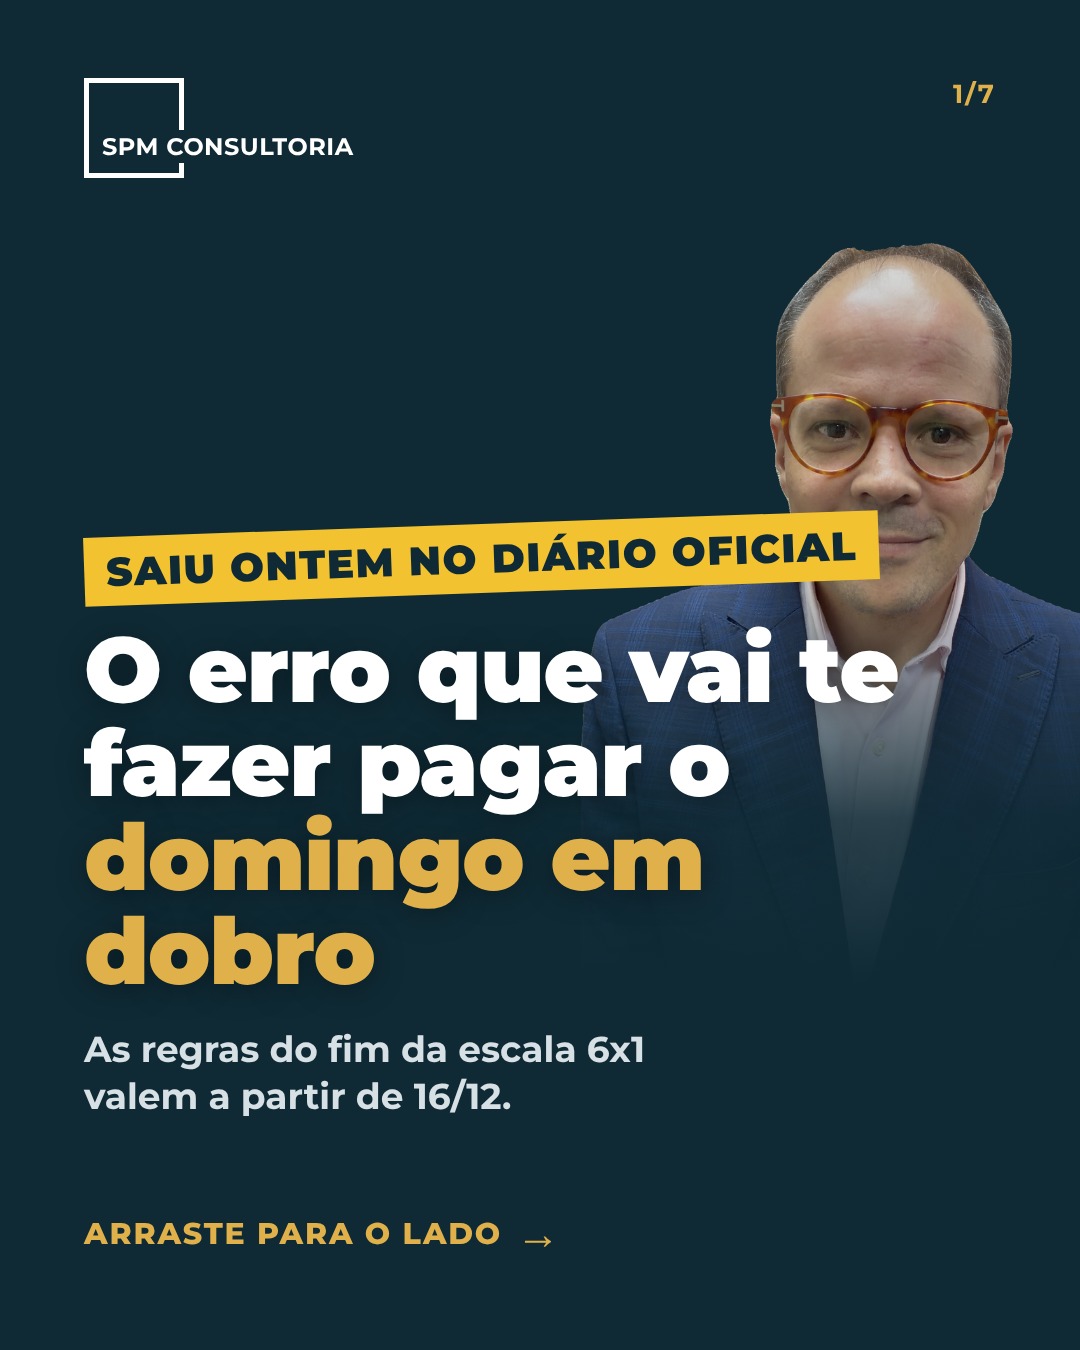 SPM CONSULTORIA
1/7
SAIU ONTEM NO DIÁRIO OFICIAL
O erro que vai te
fazer pagar o
domingo em
dobro
As regras do fim da escala 6x1
valem a partir de 16/12.
ARRASTE PARA O LADO →